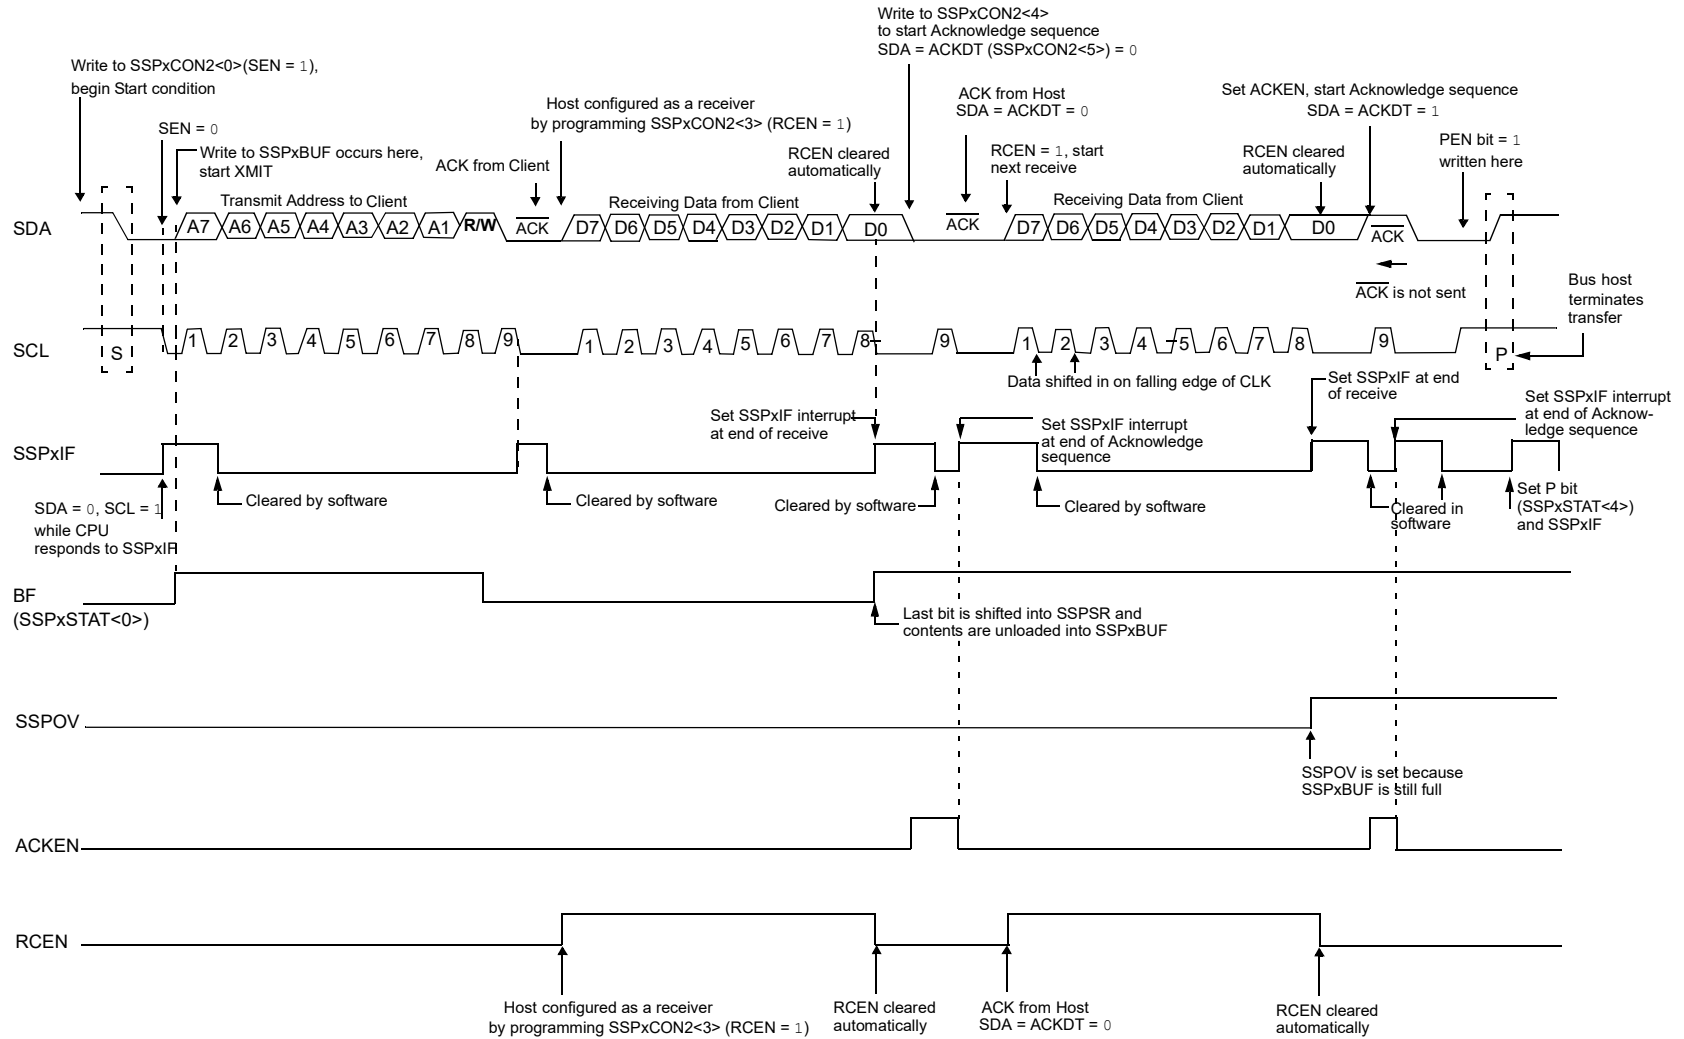 Write to SSPxCON2<4>
to start Acknowledge sequence
SDA = ACKDT (SSPxCON2<5>) = 0
Write to SSPxCON2<0>(SEN = 1),
begin Start condition
ACK from Host
SDA = ACKDT = 0
Set ACKEN, start Acknowledge sequence
SDA = ACKDT = 1
Host configured as a receiver
by programming SSPxCON2<3> (RCEN = 1)
SEN = 0
PEN bit = 1
written here
Write to SSPxBUF occurs here,
start XMIT
ACK from Client
RCEN cleared
automatically
RCEN = 1, start
next receive
RCEN cleared
automatically
Transmit Address to Client
Receiving Data from Client
Receiving Data from Client
SDA
A7 A6 A5 A4 A3 A2 A1 R/W ACK D7 D6 D5 D4 D3 D2 D1 D0 ACK D7 D6 D5 D4 D3 D2 D1 D0 ACK
ACK is not sent
Bus host
terminates
transfer
SCL
S 1 2 3 4 5 6 7 8 9 1 2 3 4 5 6 7 8 9 1 2 3 4 5 6 7 8 9 P
Data shifted in on falling edge of CLK
Set SSPxIF at end
of receive
Set SSPxIF interrupt
at end of receive
Set SSPxIF interrupt
at end of Acknowledge
sequence
Set SSPxIF interrupt
at end of Acknow-
ledge sequence
SSPxIF
Cleared by software
Cleared by software
Cleared by software
Cleared by software
Cleared in
software
Set P bit
(SSPxSTAT<4>)
and SSPxIF
SDA = 0, SCL = 1
while CPU
responds to SSPxIF
BF
(SSPxSTAT<0>)
Last bit is shifted into SSPSR and
contents are unloaded into SSPxBUF
SSPOV
SSPOV is set because
SSPxBUF is still full
ACKEN
RCEN
Host configured as a receiver
by programming SSPxCON2<3> (RCEN = 1)
RCEN cleared
automatically
ACK from Host
SDA = ACKDT = 0
RCEN cleared
automatically